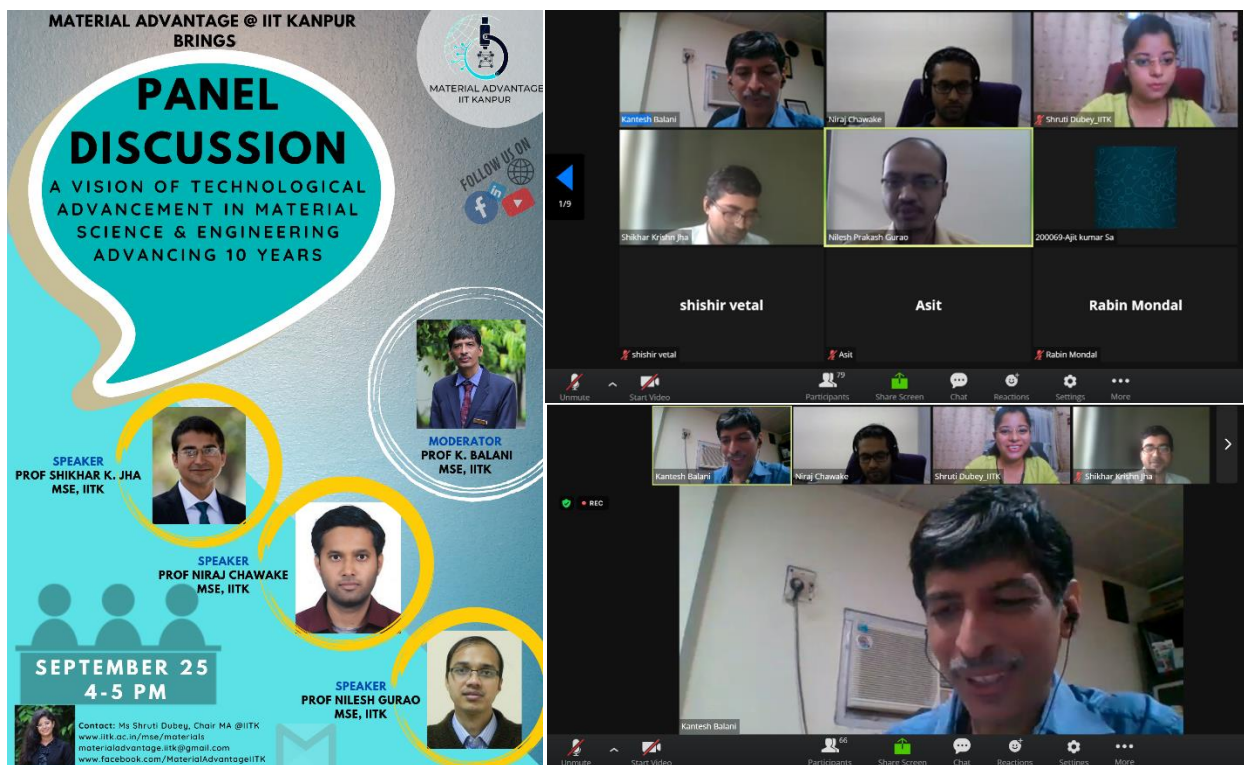 MATERIAL ADVANTAGE @ IIT KANPUR
BRINGS
PANEL
DISCUSSION
A VISION OF TECHNOLOGICAL
ADVANCEMENT IN MATERIAL
SCIENCE & ENGINEERING
ADVANCING 10 YEARS
MATERIAL ADVANTAGE
IIT KANPUR
FOLLOW US ON
f
in
MODERATOR
PROF K. BALANI
MSE, IITK
SPEAKER
PROF SHIKHAR K. JHA
MSE, IITK
SPEAKER
PROF NIRAJ CHAWAKE
MSE, IITK
SPEAKER
PROF NILESH GURAO
MSE, IITK
SEPTEMBER 25
4-5 PM
Contact: Ms Shruti Dubey, Chair MA @IITK
www.iitk.ac.in/mse/materials
materialadvantage.iitk@gmail.com
www.facebook.com/MaterialAdvantageIITK
Kantesh Balani
Niraj Chawake
Shruti Dubey_IITK
1/9
Shikhar Krishn Jha
Nilesh Prakash Gurao
200069-Ajit kumar Sa
shishir vetal
Asit
Rabin Mondal
shishir vetal
Asit
Rabin Mondal
79
Unmute
Start Video
Participants
Share Screen
Chat
Reactions
Settings
More
Kantesh Balani
Niraj Chawake
Shruti Dubey_IITK
Shikhar Krishn Jha
REC
Kantesh Balani
66
Unmute
Start Video
Participants
Share Screen
Chat
Reactions
Settings
More